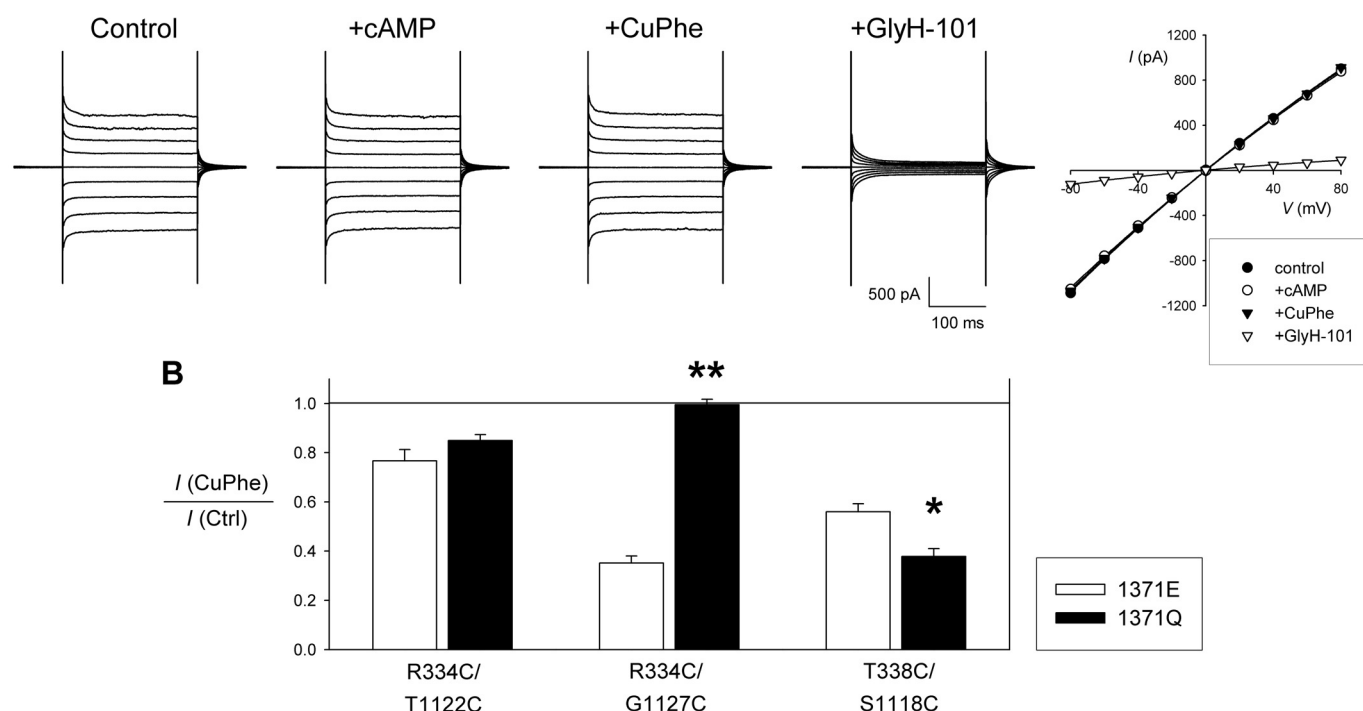 Control +cAMP +CuPhe +GlyH-101
500 pA
100 ms
I (pA)
1200
800
400
-80 -40 40 80
V (mV)
-400
-800
-1200
control
+cAMP
+CuPhe
+GlyH-101
B
** 
*
I (CuPhe)
I (Ctrl)
1.0
0.8
0.6
0.4
0.2
0.0
R334C/ R334C/ T338C/
T1122C G1127C S1118C
1371E
1371Q